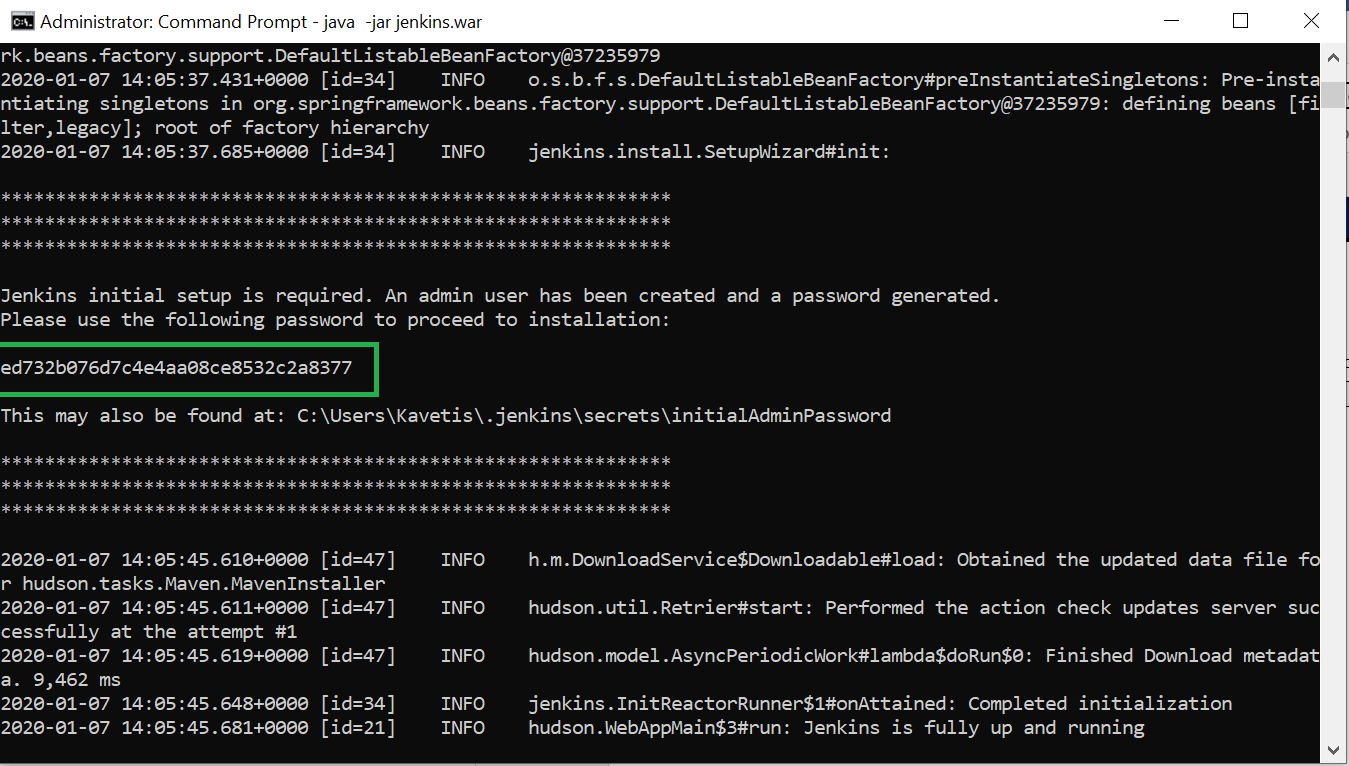 Administrator: Command Prompt - java  -jar jenkins.war
rk.beans.factory.support.DefaultListableBeanFactory@37235979
2020-01-07 14:05:37.431+0000 [id=34]    INFO    o.s.b.f.s.DefaultListableBeanFactory#preInstantiateSingletons: Pre-insta
ntiating singletons in org.springframework.beans.factory.support.DefaultListableBeanFactory@37235979: defining beans [fi
lter,legacy]; root of factory hierarchy
2020-01-07 14:05:37.685+0000 [id=34]    INFO    jenkins.install.SetupWizard#init:
*************************************************************
*************************************************************
*************************************************************
Jenkins initial setup is required. An admin user has been created and a password generated.
Please use the following password to proceed to installation:
ed732b076d7c4e4aa08ce8532c2a8377
This may also be found at: C:\Users\Kavetis\.jenkins\secrets\initialAdminPassword
*************************************************************
*************************************************************
*************************************************************
2020-01-07 14:05:45.610+0000 [id=47]    INFO    h.m.DownloadService$Downloadable#load: Obtained the updated data file fo
r hudson.tasks.Maven.MavenInstaller
2020-01-07 14:05:45.611+0000 [id=47]    INFO    hudson.util.Retrier#start: Performed the action check updates server suc
cessfully at the attempt #1
2020-01-07 14:05:45.619+0000 [id=47]    INFO    hudson.model.AsyncPeriodicWork#lambda$doRun$0: Finished Download metadat
a. 9,462 ms
2020-01-07 14:05:45.648+0000 [id=34]    INFO    jenkins.InitReactorRunner$1#onAttained: Completed initialization
2020-01-07 14:05:45.681+0000 [id=21]    INFO    hudson.WebAppMain$3#run: Jenkins is fully up and running